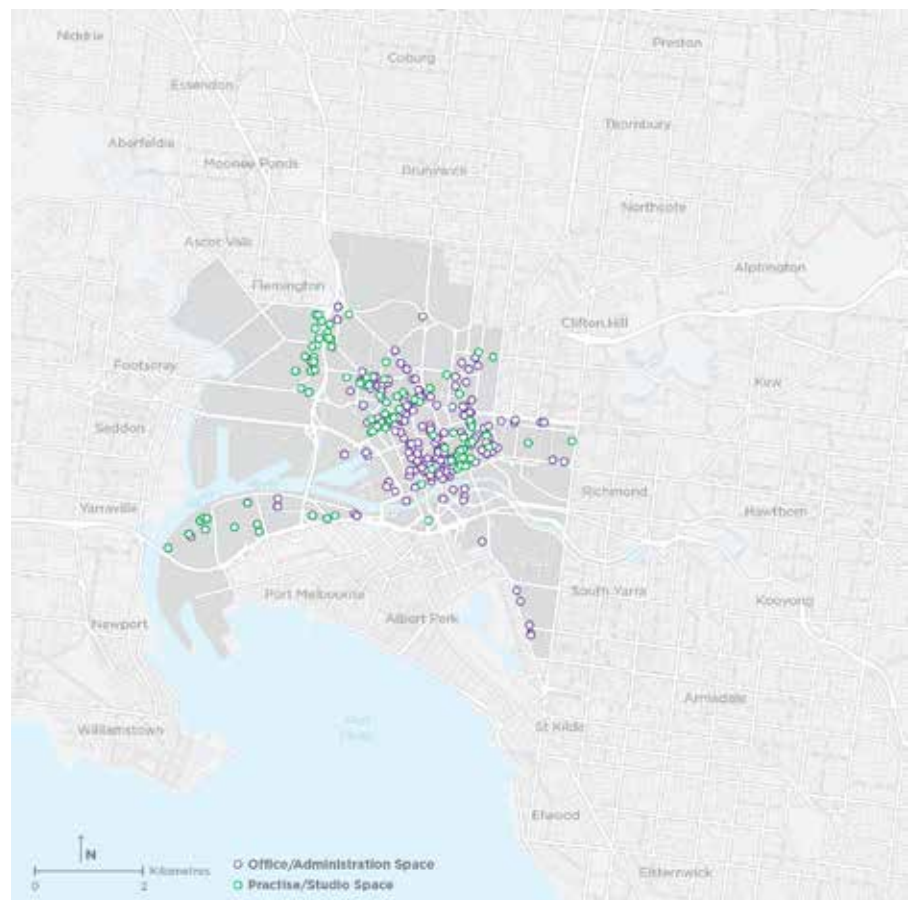 Niddrie
Preston
Coburg
Essendon
Thornbury
Aberfeldie
Moonee Ponds
Brunswick
Northcote
Ascot Vale
Alphington
Flemington
Clifton Hill
Footscray
Kew
Seddon
Richmond
Yarraville
Hawthorn
South Yarra
Port Melbourne
Kooyong
Albert Park
Newport
Armadale
Williamstown
St Kilda
Elwood
N
Kilometres
0 2
Office/Administration Space
Practise/Studio Space
Elsternwick